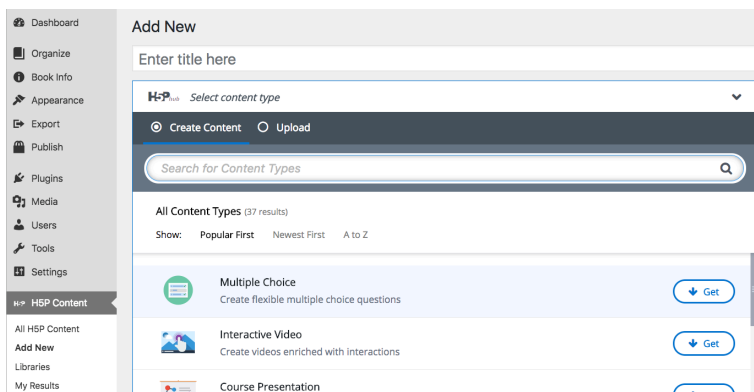 Dashboard
Organize
Book Info
Appearance
Export
Publish
Plugins
Media
Users
Tools
Settings
H5P H5P Content
All H5P Content
Add New
Libraries
My Results
Add New
Enter title here
H5P hub Select content type
Create Content Upload
Search for Content Types
All Content Types (37 results)
Show: Popular First Newest First A to Z
Multiple Choice
Create flexible multiple choice questions
Get
Interactive Video
Create videos enriched with interactions
Get
Course Presentation